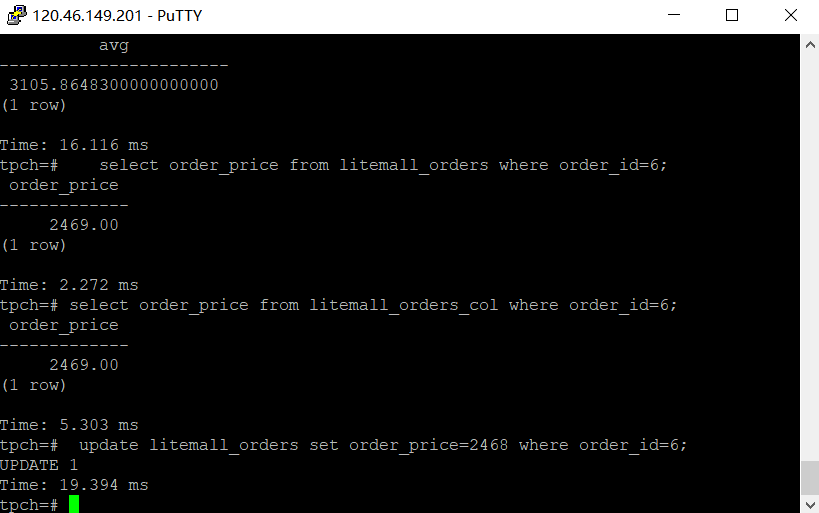 120.46.149.201 - PuTTY
avg
-----------------------
3105.8648300000000000
(1 row)
Time: 16.116 ms
tpch=#    select order_price from litemall_orders where order_id=6;
order_price
-------------
2469.00
(1 row)
Time: 2.272 ms
tpch=# select order_price from litemall_orders_col where order_id=6;
order_price
-------------
2469.00
(1 row)
Time: 5.303 ms
tpch=#  update litemall_orders set order_price=2468 where order_id=6;
UPDATE 1
Time: 19.394 ms
tpch=#